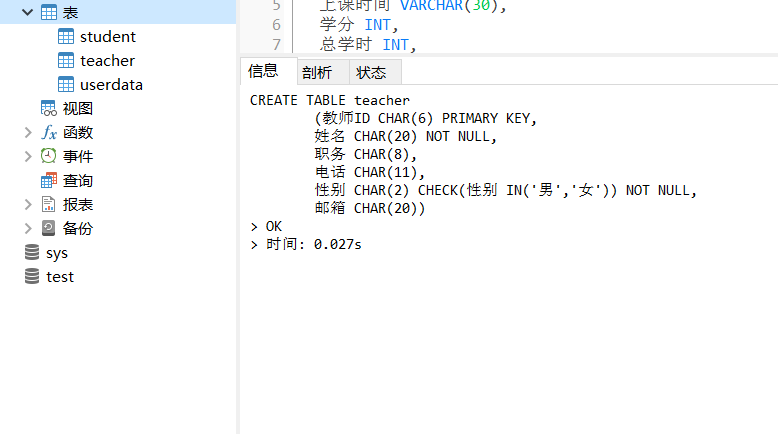 表
student
teacher
userdata
视图
fx 函数
事件
查询
报表
备份
sys
test
5 上课时间 VARCHAR(30),
6 学分 INT,
7 总学时 INT,
信息 剖析 状态
CREATE TABLE teacher
(教师ID CHAR(6) PRIMARY KEY,
姓名 CHAR(20) NOT NULL,
职务 CHAR(8),
电话 CHAR(11),
性别 CHAR(2) CHECK(性别 IN('男','女')) NOT NULL,
邮箱 CHAR(20))
> OK
> 时间: 0.027s